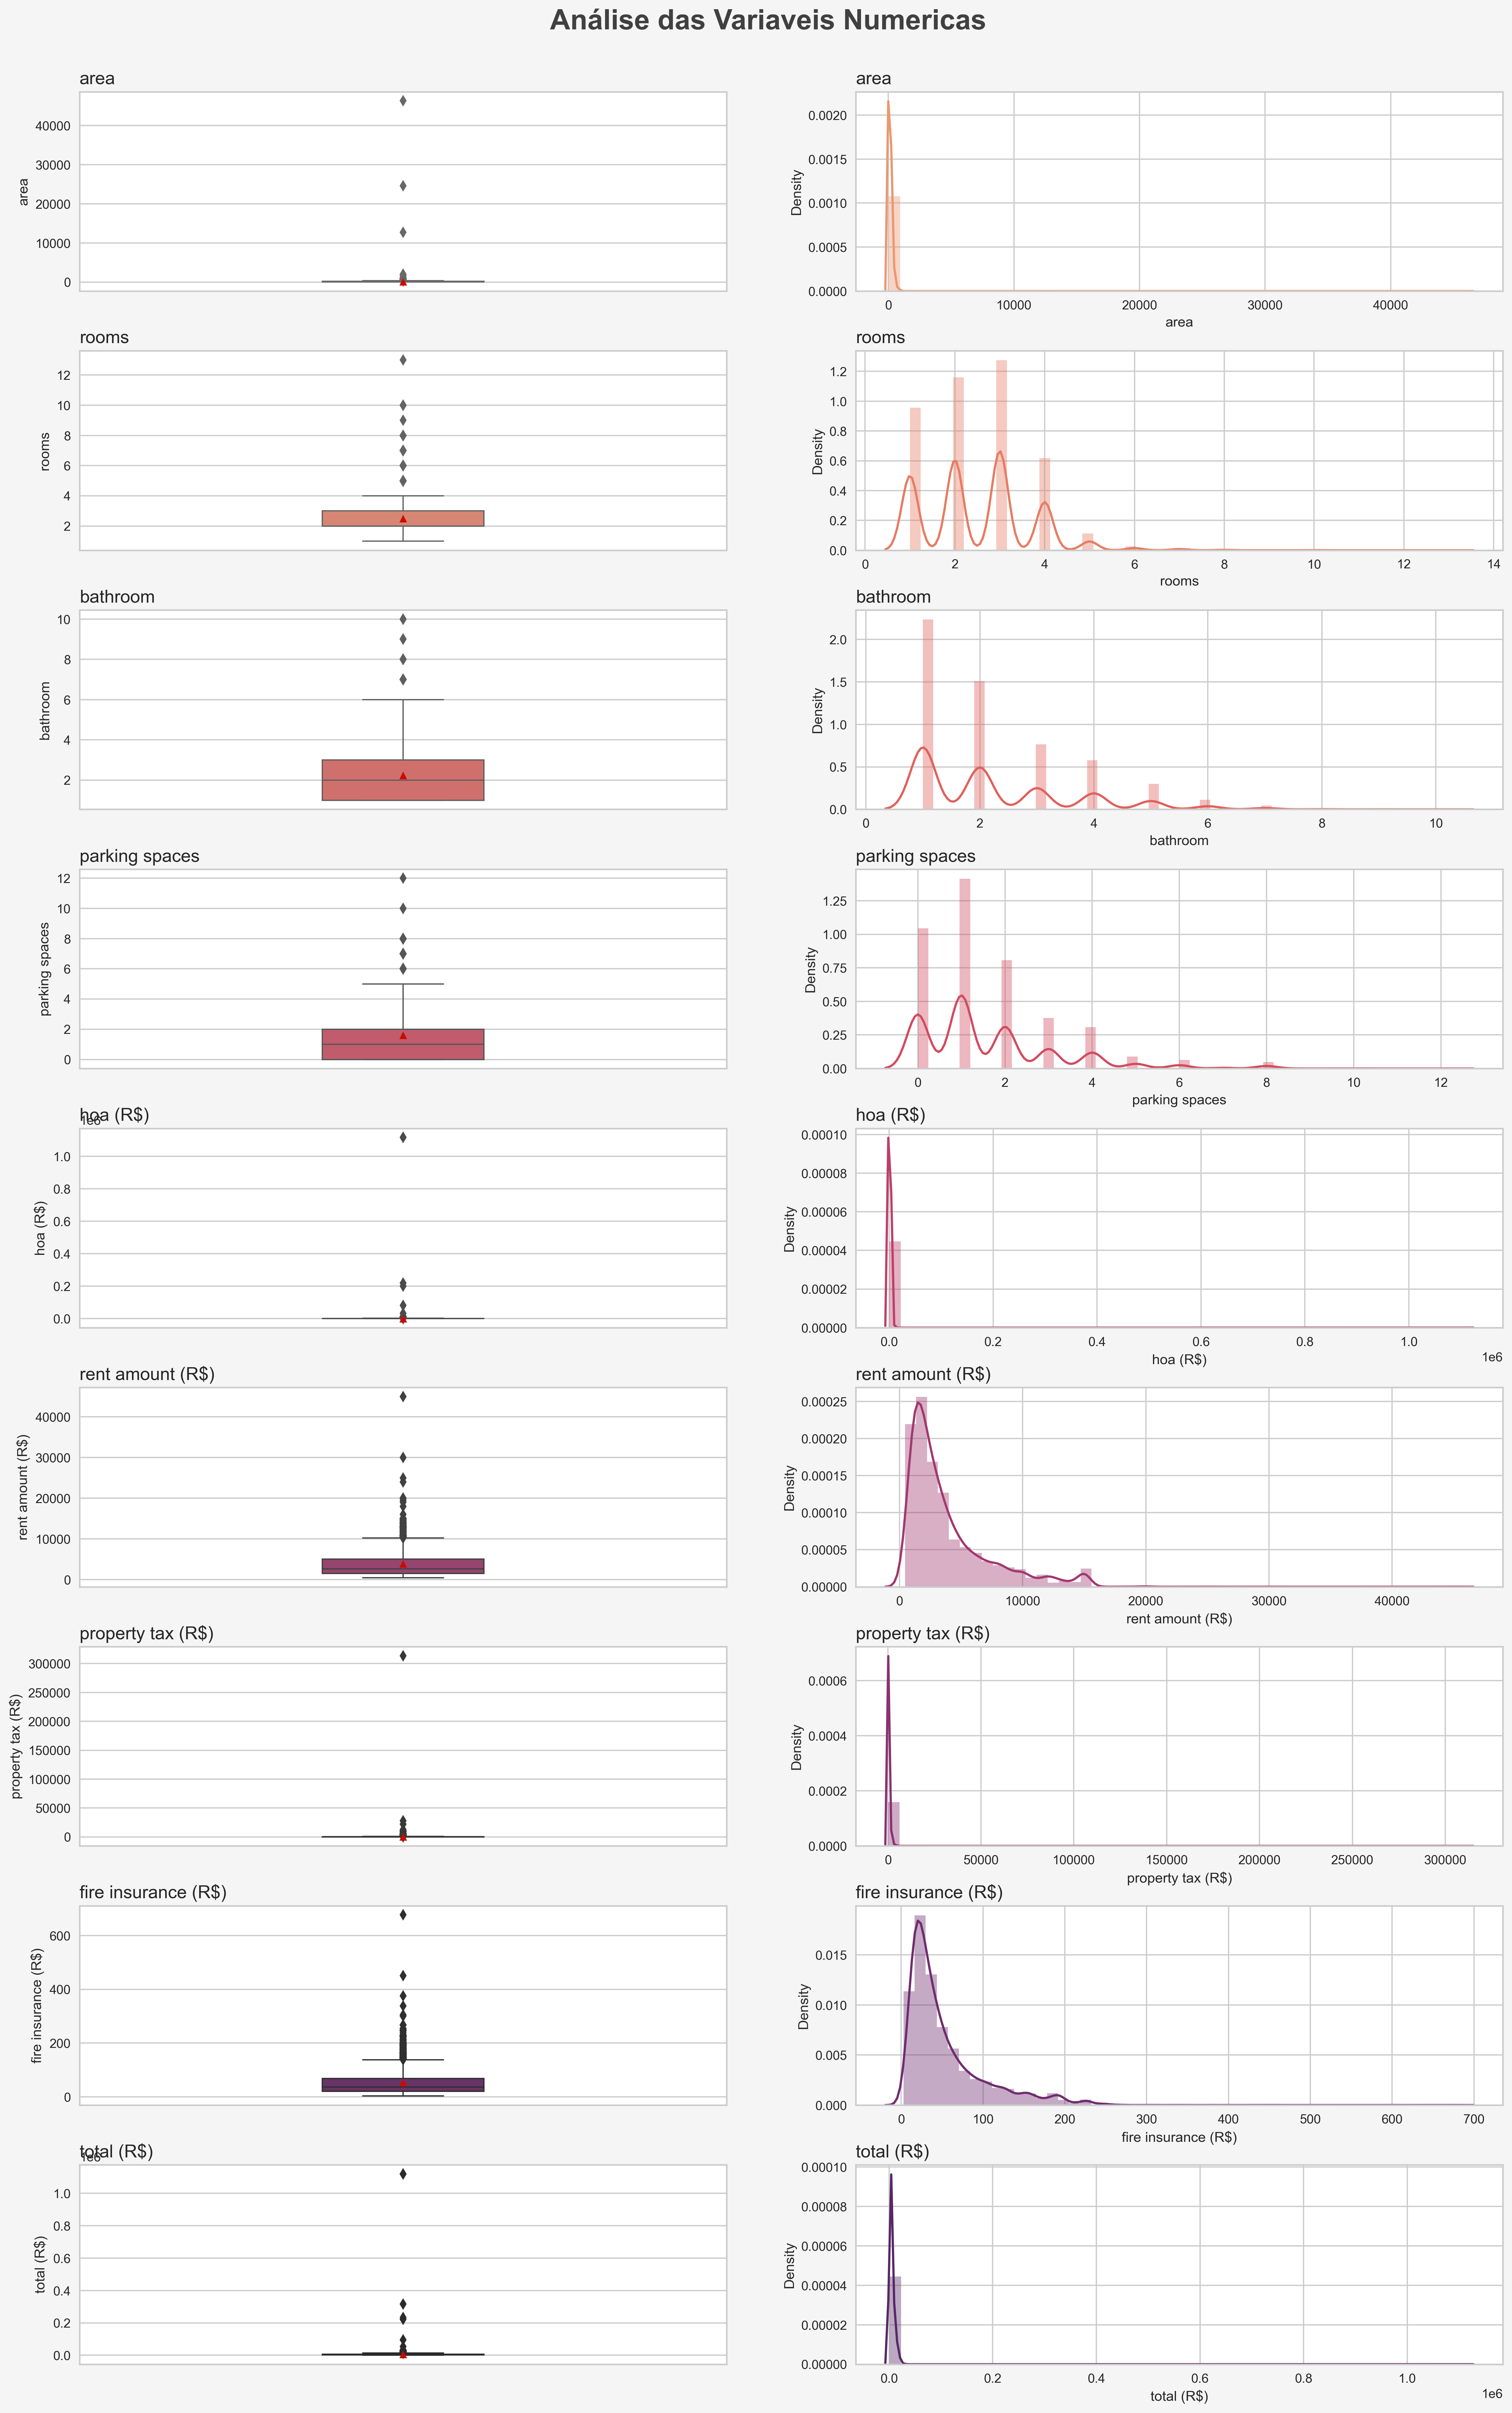 Análise das Variaveis Numericas
area
40000
30000
20000
10000
0
area
area
0.0020
0.0015
0.0010
0.0005
0.0000
Density
0 10000 20000 30000 40000
area
rooms
12
10
8
6
4
2
rooms
rooms
1.2
1.0
0.8
0.6
0.4
0.2
0.0
Density
0 2 4 6 8 10 12 14
rooms
bathroom
10
8
6
4
2
bathroom
bathroom
2.0
1.5
1.0
0.5
0.0
Density
0 2 4 6 8 10
bathroom
parking spaces
12
10
8
6
4
2
0
parking spaces
parking spaces
1.25
1.00
0.75
0.50
0.25
0.00
Density
0 2 4 6 8 10 12
parking spaces
hoa (R$)
1e6
1.0
0.8
0.6
0.4
0.2
0.0
hoa (R$)
hoa (R$)
0.00010
0.00008
0.00006
0.00004
0.00002
0.00000
Density
0.0 0.2 0.4 0.6 0.8 1.0
1e6
hoa (R$)
rent amount (R$)
40000
30000
20000
10000
0
rent amount (R$)
rent amount (R$)
0.00025
0.00020
0.00015
0.00010
0.00005
0.00000
Density
0 10000 20000 30000 40000
rent amount (R$)
property tax (R$)
300000
250000
200000
150000
100000
50000
0
property tax (R$)
property tax (R$)
0.0006
0.0004
0.0002
0.0000
Density
0 50000 100000 150000 200000 250000 300000
property tax (R$)
fire insurance (R$)
600
400
200
0
fire insurance (R$)
fire insurance (R$)
0.015
0.010
0.005
0.000
Density
0 100 200 300 400 500 600 700
fire insurance (R$)
total (R$)
1e6
1.0
0.8
0.6
0.4
0.2
0.0
total (R$)
total (R$)
0.00010
0.00008
0.00006
0.00004
0.00002
0.00000
Density
0.0 0.2 0.4 0.6 0.8 1.0
1e6
total (R$)